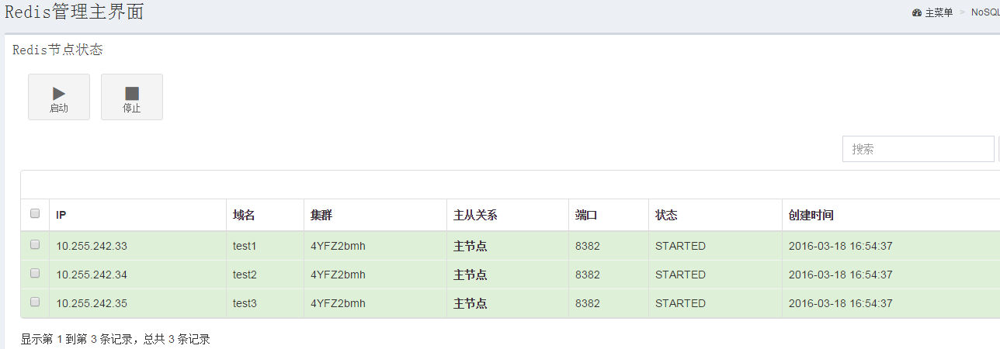 Redis管理主界面
主菜单 > NoSQL
Redis节点状态
启动 停止
搜索
IP 域名 集群 主从关系 端口 状态 创建时间
10.255.242.33 test1 4YFZ2bmh 主节点 8382 STARTED 2016-03-18 16:54:37
10.255.242.34 test2 4YFZ2bmh 主节点 8382 STARTED 2016-03-18 16:54:37
10.255.242.35 test3 4YFZ2bmh 主节点 8382 STARTED 2016-03-18 16:54:37
显示第 1 到第 3 条记录，总共 3 条记录